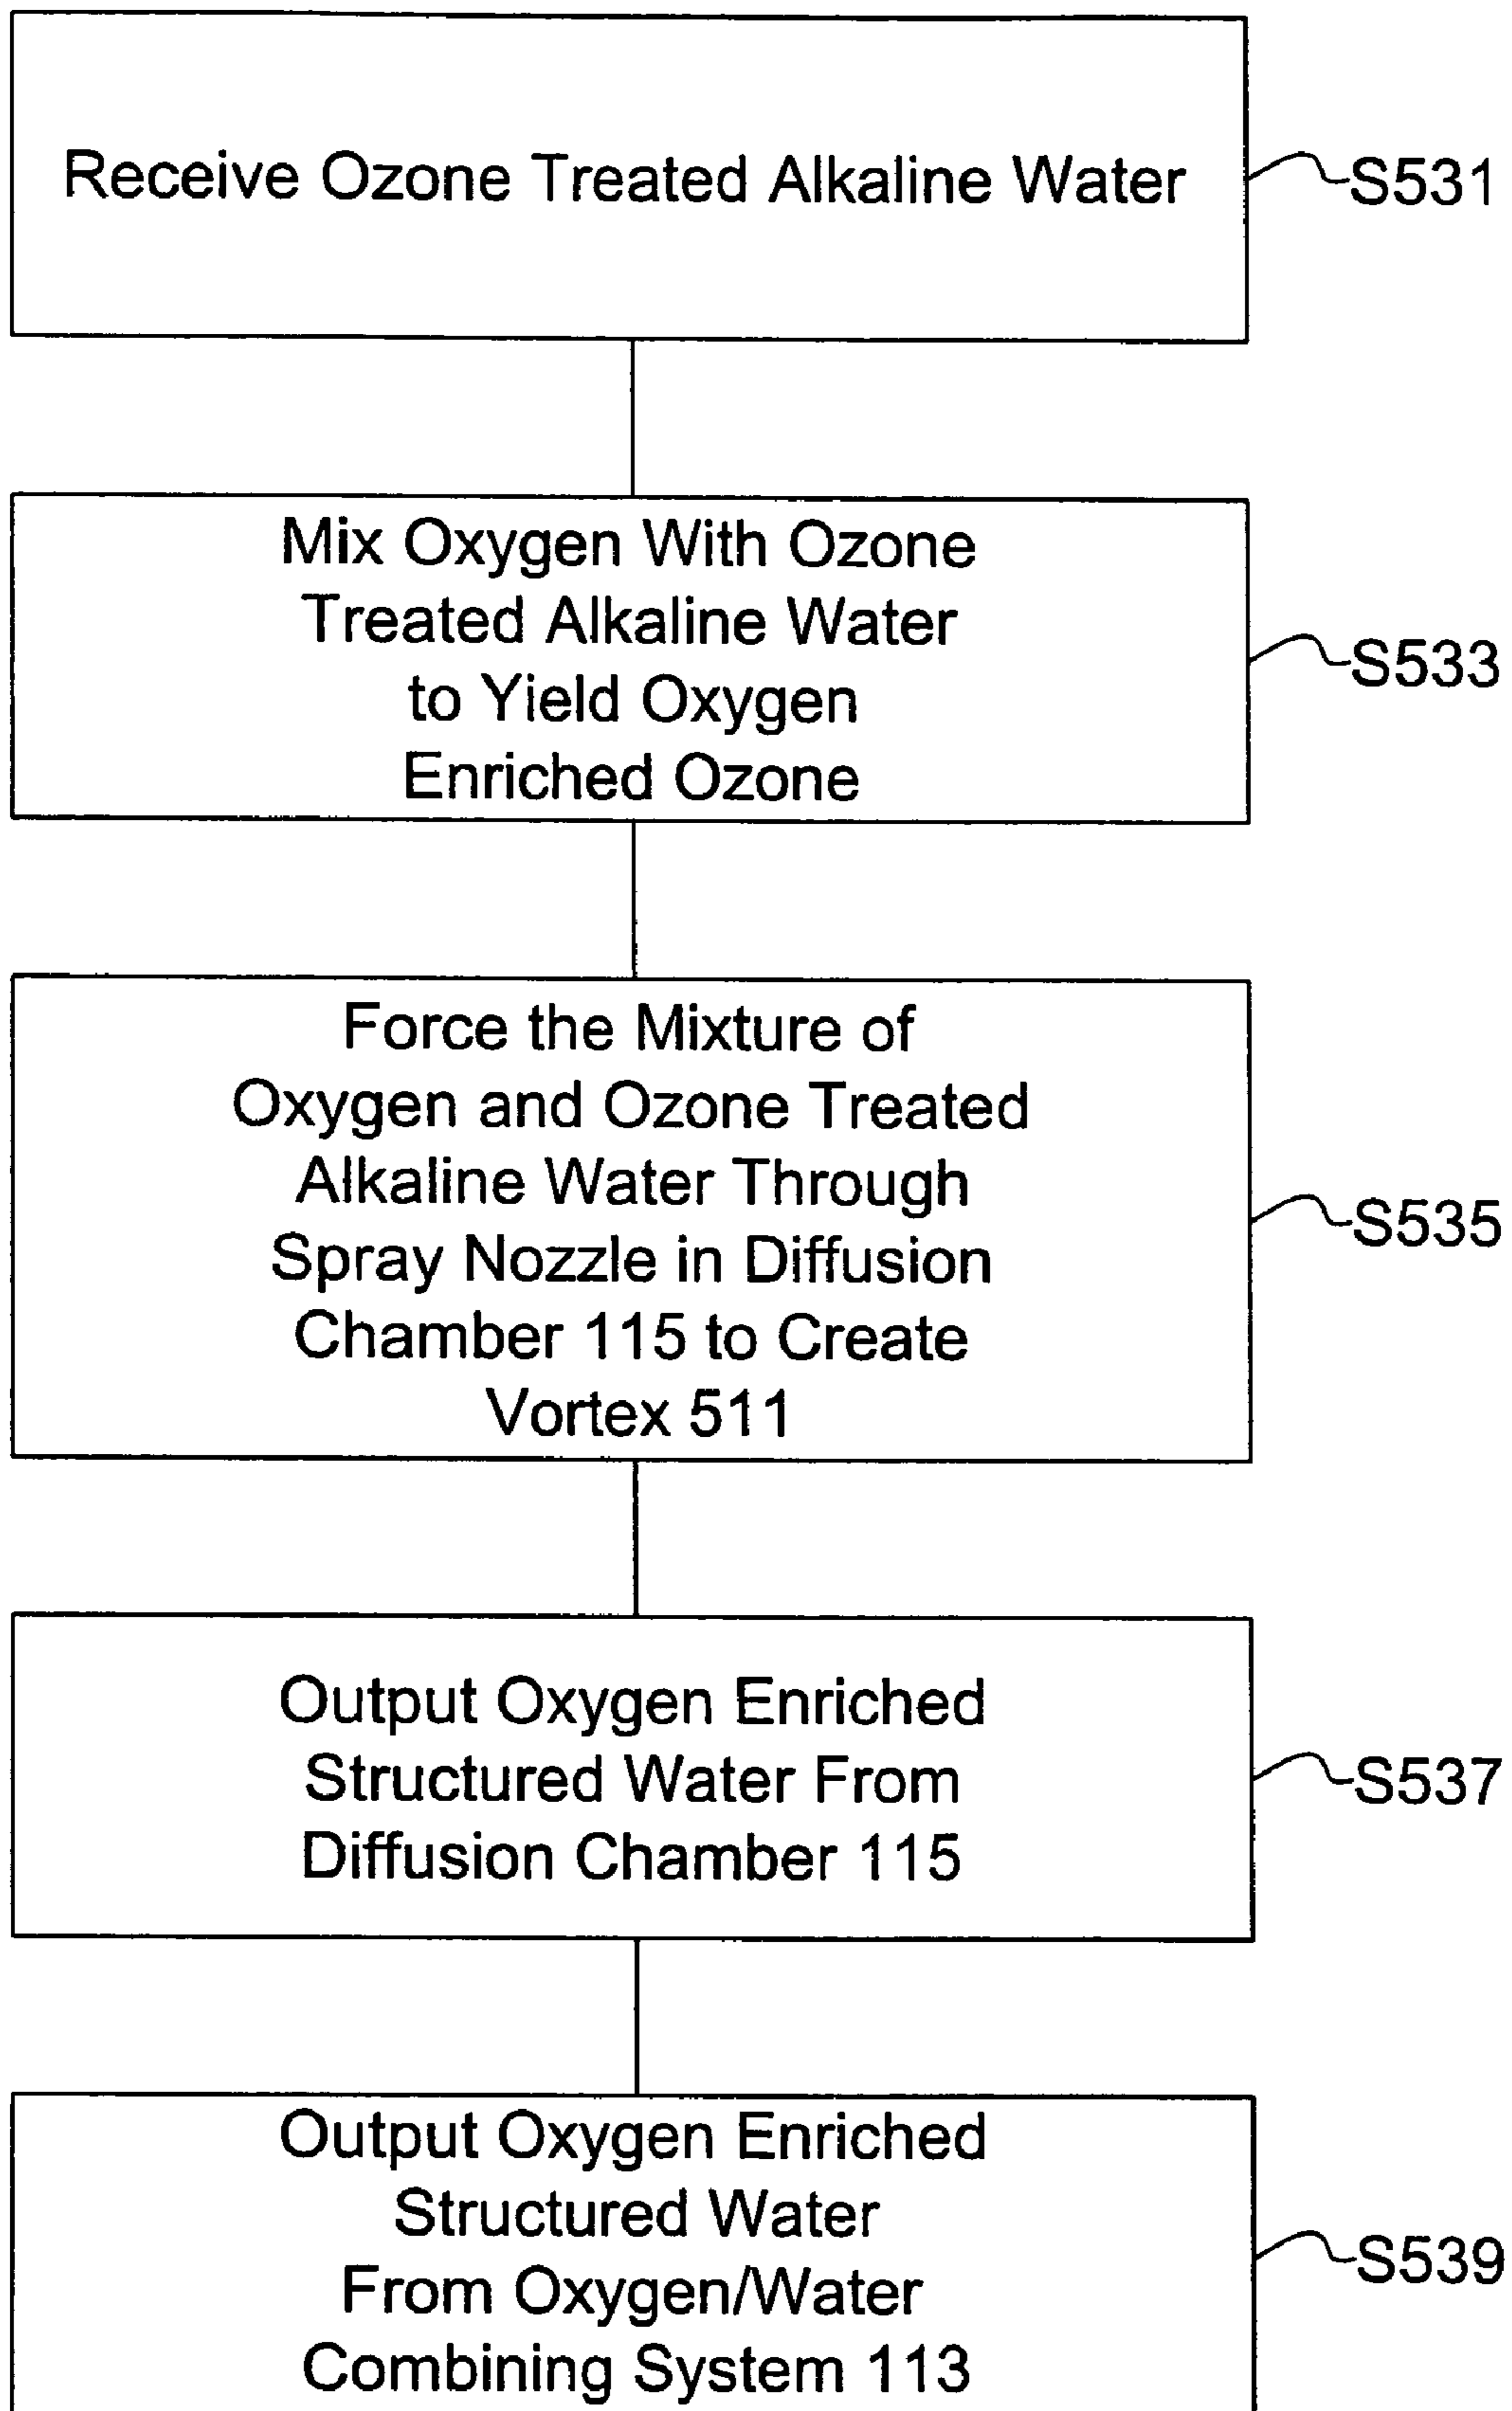 Receive Ozone Treated Alkaline Water
S531
Mix Oxygen With Ozone
Treated Alkaline Water
to Yield Oxygen
Enriched Ozone
S533
Force the Mixture of
Oxygen and Ozone Treated
Alkaline Water Through
Spray Nozzle in Diffusion
Chamber 115 to Create
Vortex 511
S535
Output Oxygen Enriched
Structured Water From
Diffusion Chamber 115
S537
Output Oxygen Enriched
Structured Water
From Oxygen/Water
Combining System 113
S539